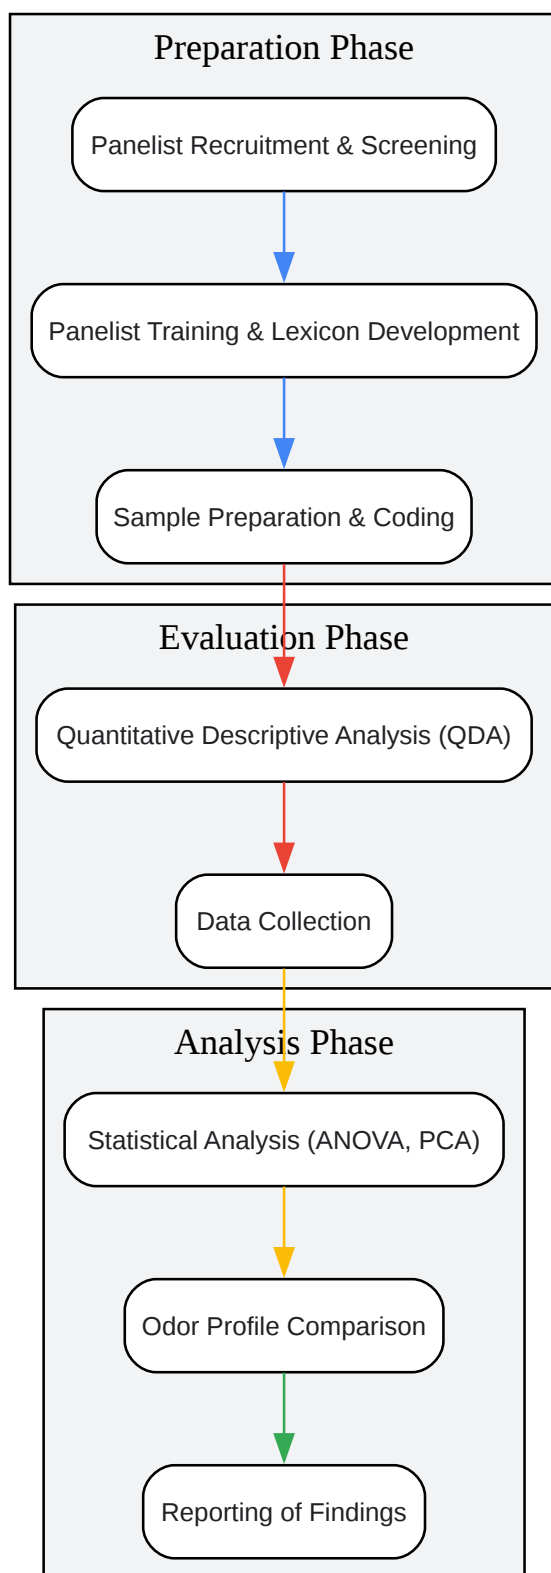 Preparation Phase
Panelist Recruitment & Screening
Panelist Training & Lexicon Development
Sample Preparation & Coding
Evaluation Phase
Quantitative Descriptive Analysis (QDA)
Data Collection
Analysis Phase
Statistical Analysis (ANOVA, PCA)
Odor Profile Comparison
Reporting of Findings